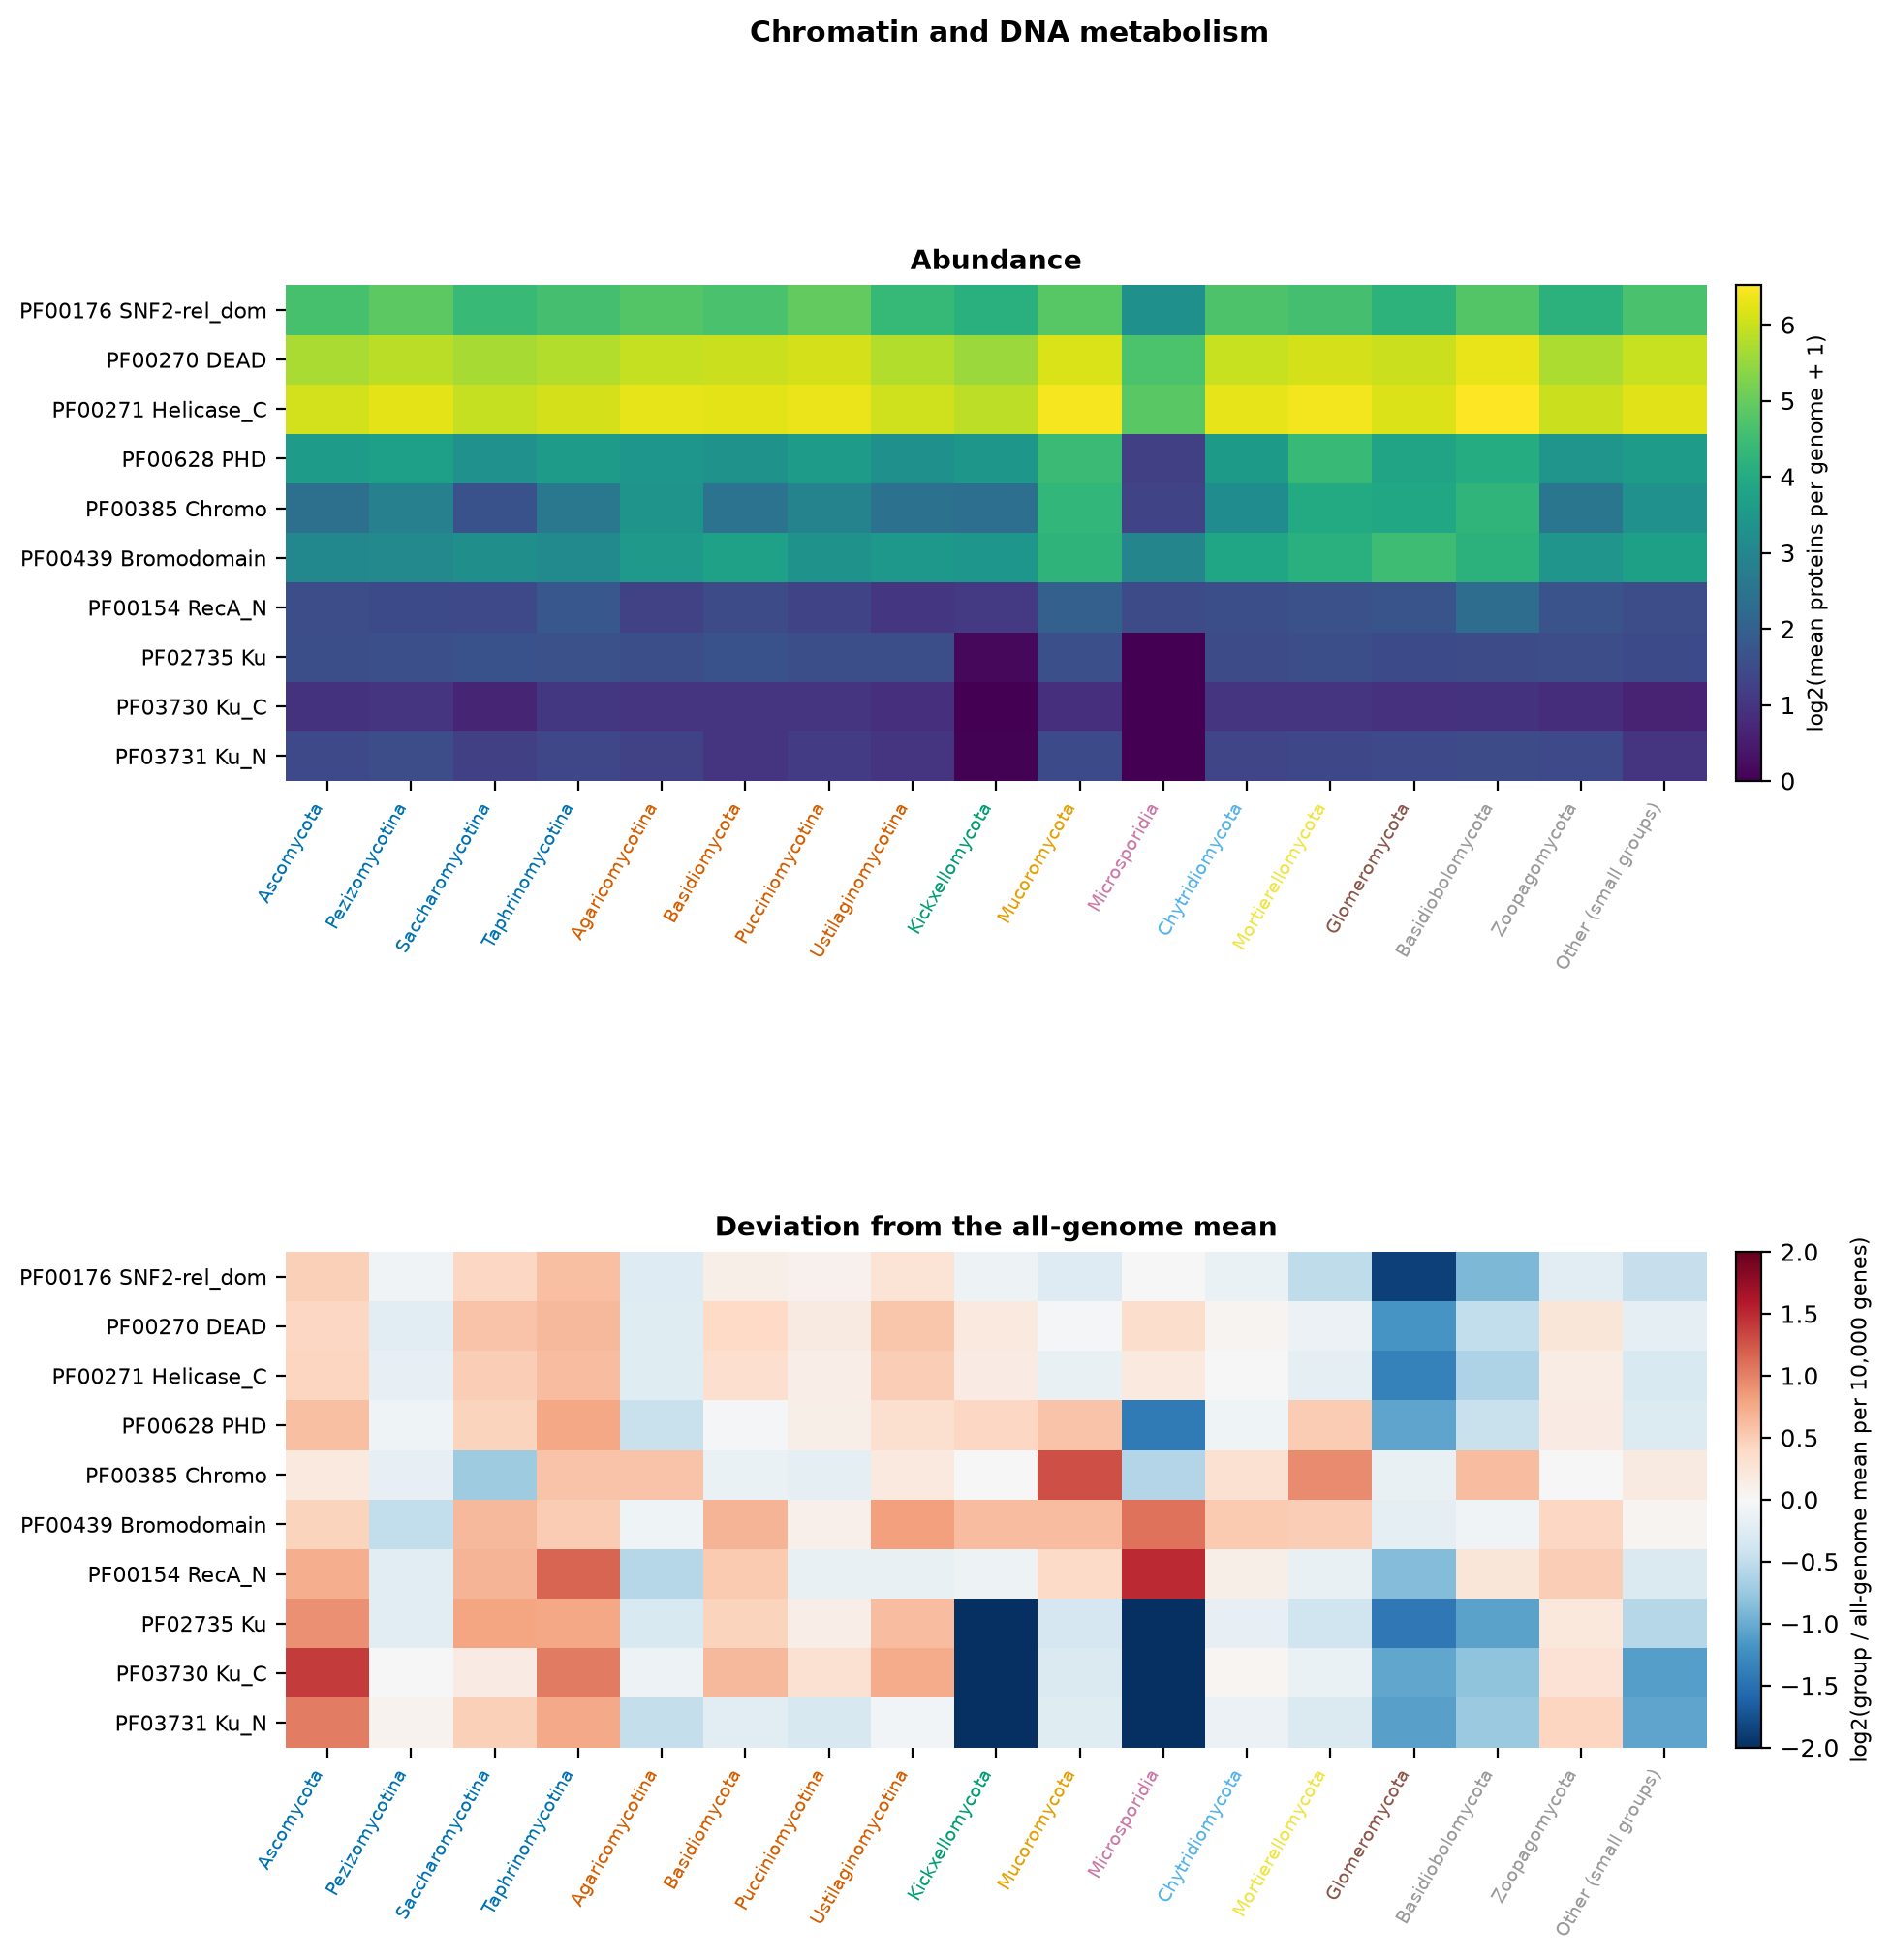 Chromatin and DNA metabolism
Abundance
PF00176 SNF2-rel_dom
PF00270 DEAD
PF00271 Helicase_C
PF00628 PHD
PF00385 Chromo
PF00439 Bromodomain
PF00154 RecA_N
PF02735 Ku
PF03730 Ku_C
PF03731 Ku_N
Ascomycota
Pezizomycotina
Saccharomycotina
Taphrinomycotina
Agaricomycotina
Basidiomycota
Pucciniomycotina
Ustilaginomycotina
Kickxellomycota
Mucoromycota
Microsporidia
Chytridiomycota
Mortierellomycota
Glomeromycota
Basidiobolomycota
Zoopagomycota
Other (small groups)
6
5
4
3
2
1
0
log2(mean proteins per genome + 1)
Deviation from the all-genome mean
PF00176 SNF2-rel_dom
PF00270 DEAD
PF00271 Helicase_C
PF00628 PHD
PF00385 Chromo
PF00439 Bromodomain
PF00154 RecA_N
PF02735 Ku
PF03730 Ku_C
PF03731 Ku_N
Ascomycota
Pezizomycotina
Saccharomycotina
Taphrinomycotina
Agaricomycotina
Basidiomycota
Pucciniomycotina
Ustilaginomycotina
Kickxellomycota
Mucoromycota
Microsporidia
Chytridiomycota
Mortierellomycota
Glomeromycota
Basidiobolomycota
Zoopagomycota
Other (small groups)
2.0
1.5
1.0
0.5
0.0
−0.5
−1.0
−1.5
−2.0
log2(group / all-genome mean per 10,000 genes)